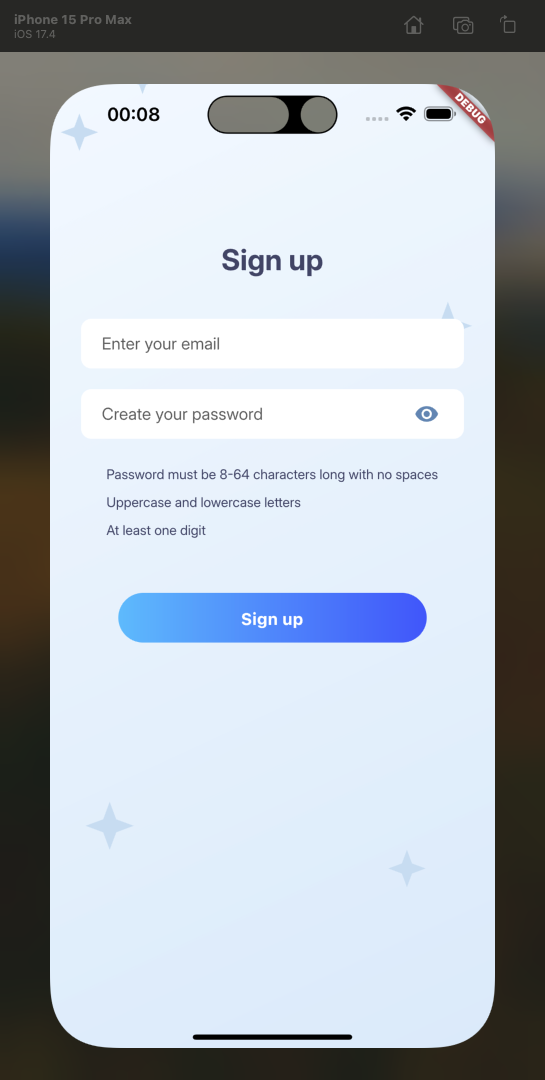 iPhone 15 Pro Max
iOS 17.4
00:08
DEBUG
Sign up
Enter your email
Create your password
Password must be 8-64 characters long with no spaces
Uppercase and lowercase letters
At least one digit
Sign up